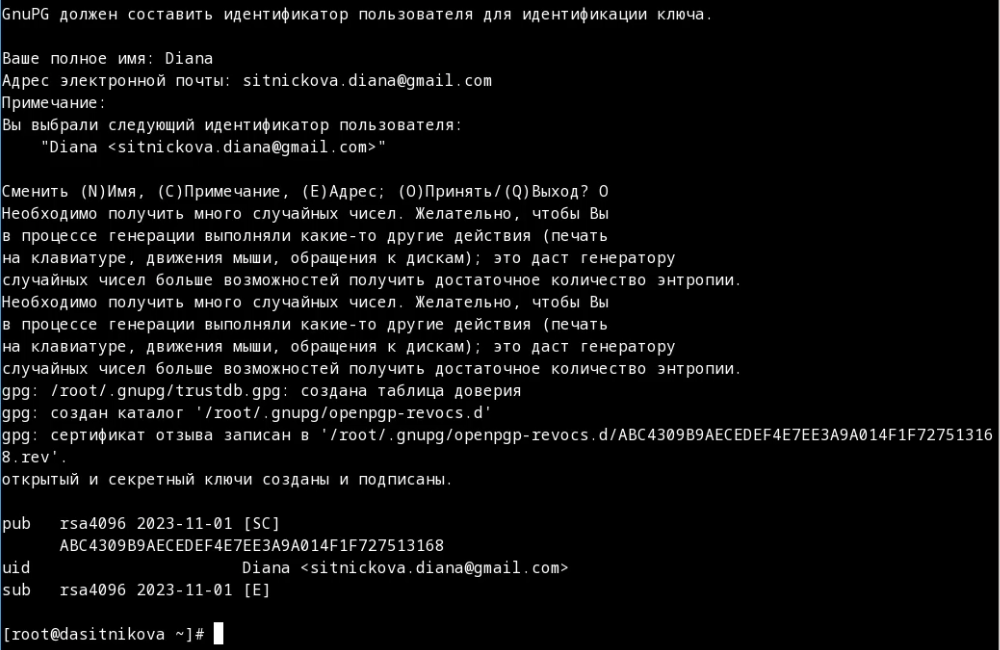 GnuPG должен составить идентификатор пользователя для идентификации ключа.
Ваше полное имя: Diana
Адрес электронной почты: sitnickova.diana@gmail.com
Примечание:
Вы выбрали следующий идентификатор пользователя:
"Diana <sitnickova.diana@gmail.com>"
Сменить (N)Имя, (C)Примечание, (E)Адрес; (O)Принять/(Q)Выход? O
Необходимо получить много случайных чисел. Желательно, чтобы Вы
в процессе генерации выполняли какие-то другие действия (печать
на клавиатуре, движения мыши, обращения к дискам); это даст генератору
случайных чисел больше возможностей получить достаточное количество энтропии.
Необходимо получить много случайных чисел. Желательно, чтобы Вы
в процессе генерации выполняли какие-то другие действия (печать
на клавиатуре, движения мыши, обращения к дискам); это даст генератору
случайных чисел больше возможностей получить достаточное количество энтропии.
gpg: /root/.gnupg/trustdb.gpg: создана таблица доверия
gpg: создан каталог '/root/.gnupg/openpgp-revocs.d'
gpg: сертификат отзыва записан в '/root/.gnupg/openpgp-revocs.d/ABC4309B9AECEDEF4E7EE3A9A014F1F72751316
8.rev'.
открытый и секретный ключи созданы и подписаны.
pub   rsa4096 2023-11-01 [SC]
ABC4309B9AECEDEF4E7EE3A9A014F1F727513168
uid                      Diana <sitnickova.diana@gmail.com>
sub   rsa4096 2023-11-01 [E]
[root@dasitnikova ~]#